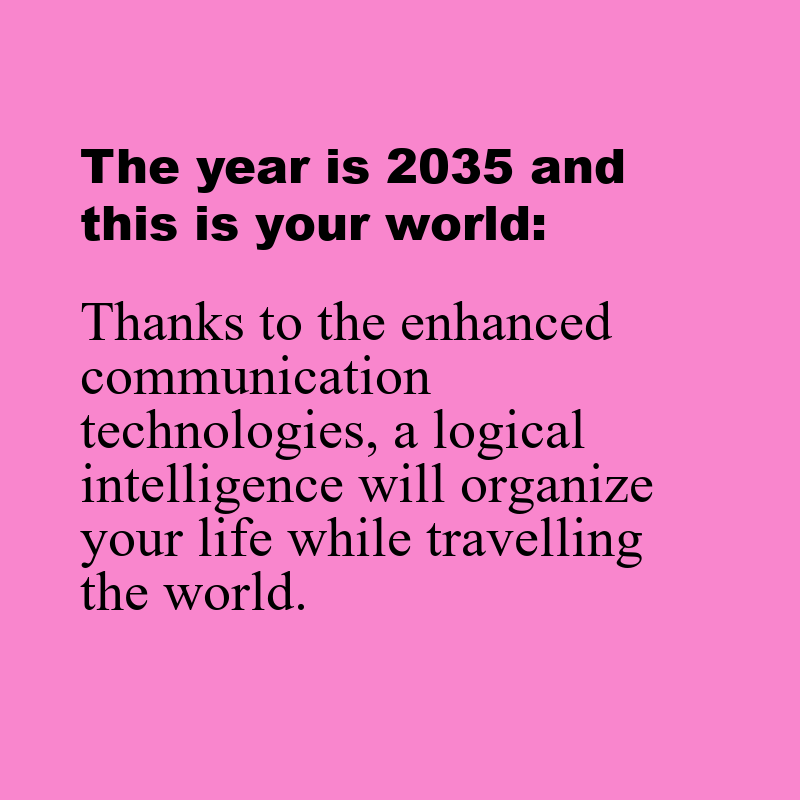 The year is 2035 and
this is your world:
Thanks to the enhanced
communication
technologies, a logical
intelligence will organize
your life while travelling
the world.